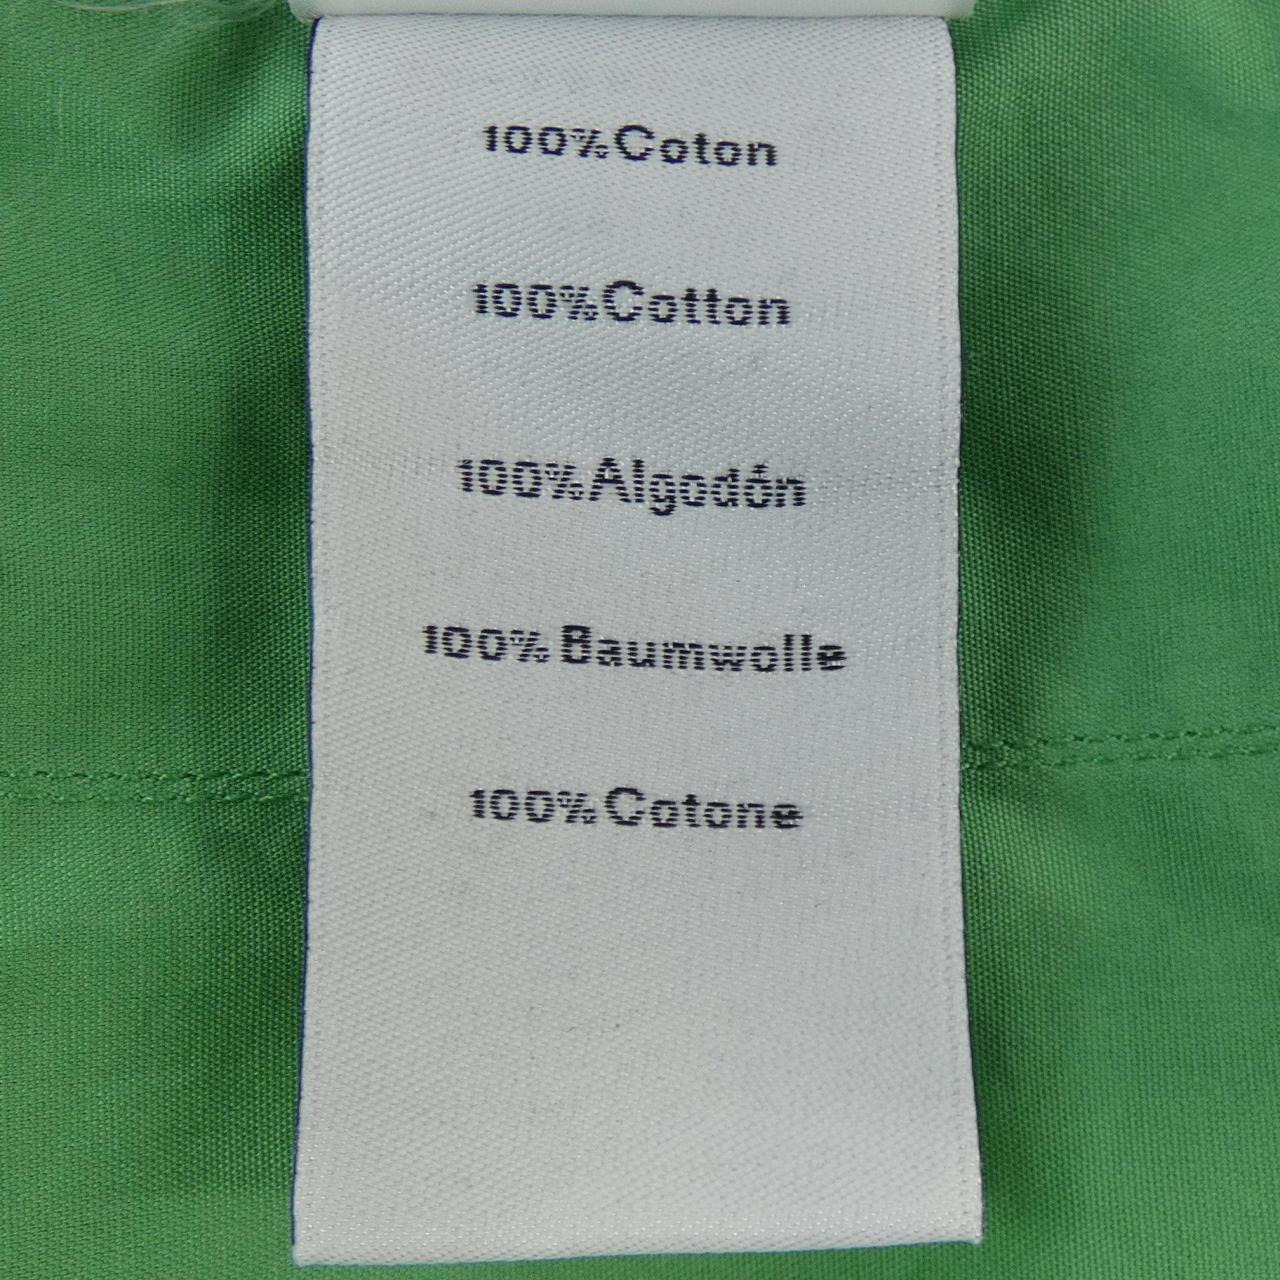 100% Coton
100% Cotton
100% Algodón
100% Baumwolle
100% Cotone